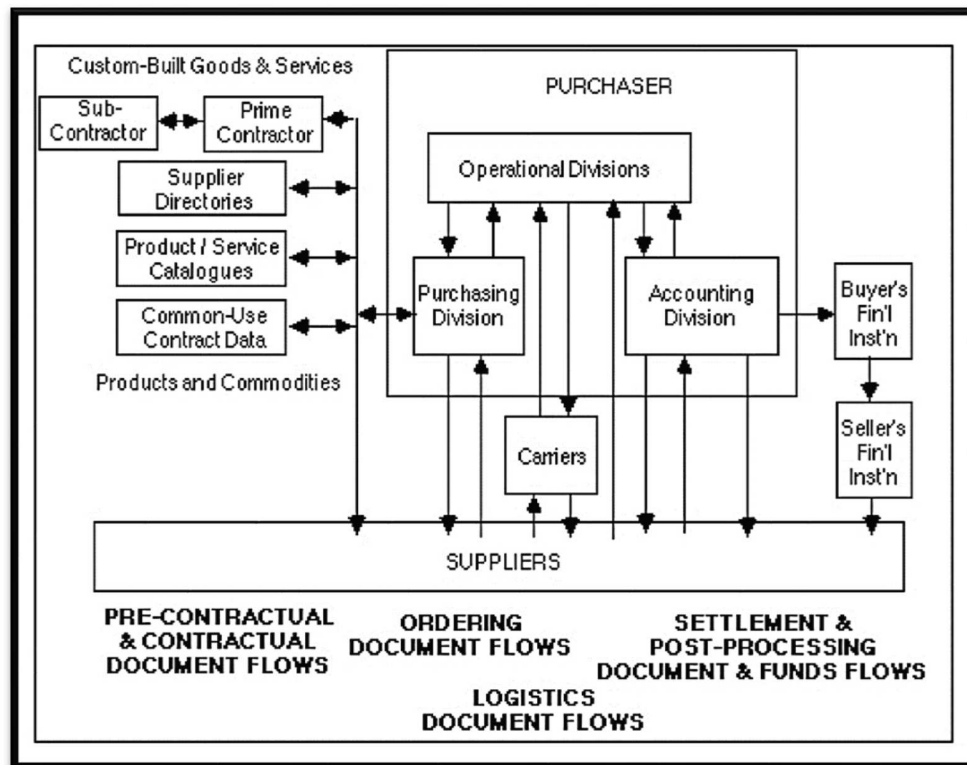 Custom-Built Goods & Services
Sub-
Contractor
Prime
Contractor
Supplier
Directories
Product / Service
Catalogues
Common-Use
Contract Data
Products and Commodities
PURCHASER
Operational Divisions
Purchasing
Division
Accounting
Division
Buyer's
Fin'l
Inst'n
Carriers
Seller's
Fin'l
Inst'n
SUPPLIERS
PRE-CONTRACTUAL
& CONTRACTUAL
DOCUMENT FLOWS
ORDERING
DOCUMENT FLOWS
LOGISTICS
DOCUMENT FLOWS
SETTLEMENT &
POST-PROCESSING
DOCUMENT & FUNDS FLOWS